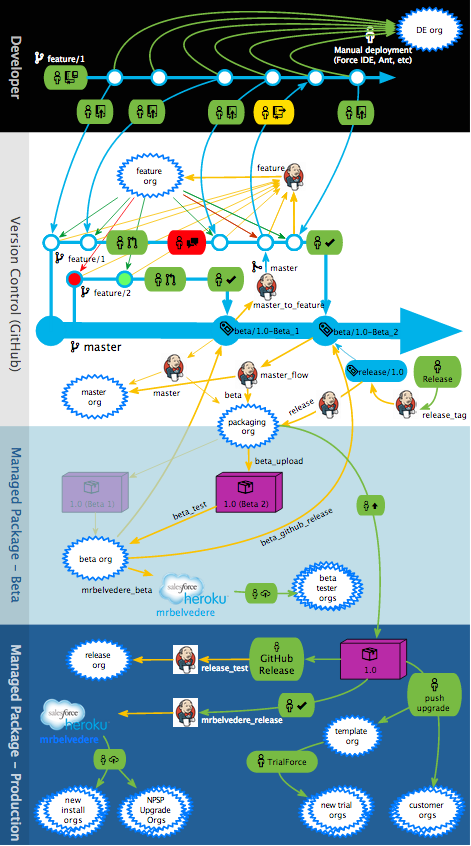 Developer
DE org
feature/1
Manual deployment
(Force IDE, Ant, etc)
Version Control (GitHub)
feature
org
feature
feature/1
master
feature/2
master_to_feature
beta/1.0-Beta_1
beta/1.0-Beta_2
master
release/1.0
Release
master_flow
master
org
master
beta
release
release_tag
packaging
org
Managed Package – Beta
beta_upload
1.0 (Beta 1)
1.0 (Beta 2)
beta_test
beta_github_release
beta org
mrbelvedere_beta
salesforce
heroku
mrbelvedere
beta
tester
orgs
Managed Package – Production
release
org
release_test
GitHub
Release
1.0
push
upgrade
salesforce
heroku
mrbelvedere
mrbelvedere_release
template
org
TrialForce
new
install
orgs
NPSP
Upgrade
Orgs
new trial
orgs
customer
orgs